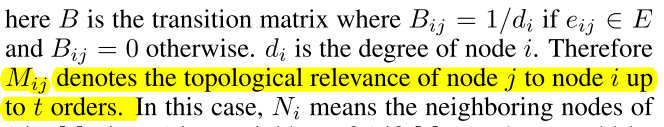 here B is the transition matrix where B_{ij} = 1/d_i if e_{ij} ∈ E
and B_{ij} = 0 otherwise. d_i is the degree of node i. Therefore
M_{ij} denotes the topological relevance of node j to node i up
to t orders. In this case, N_i means the neighboring nodes of